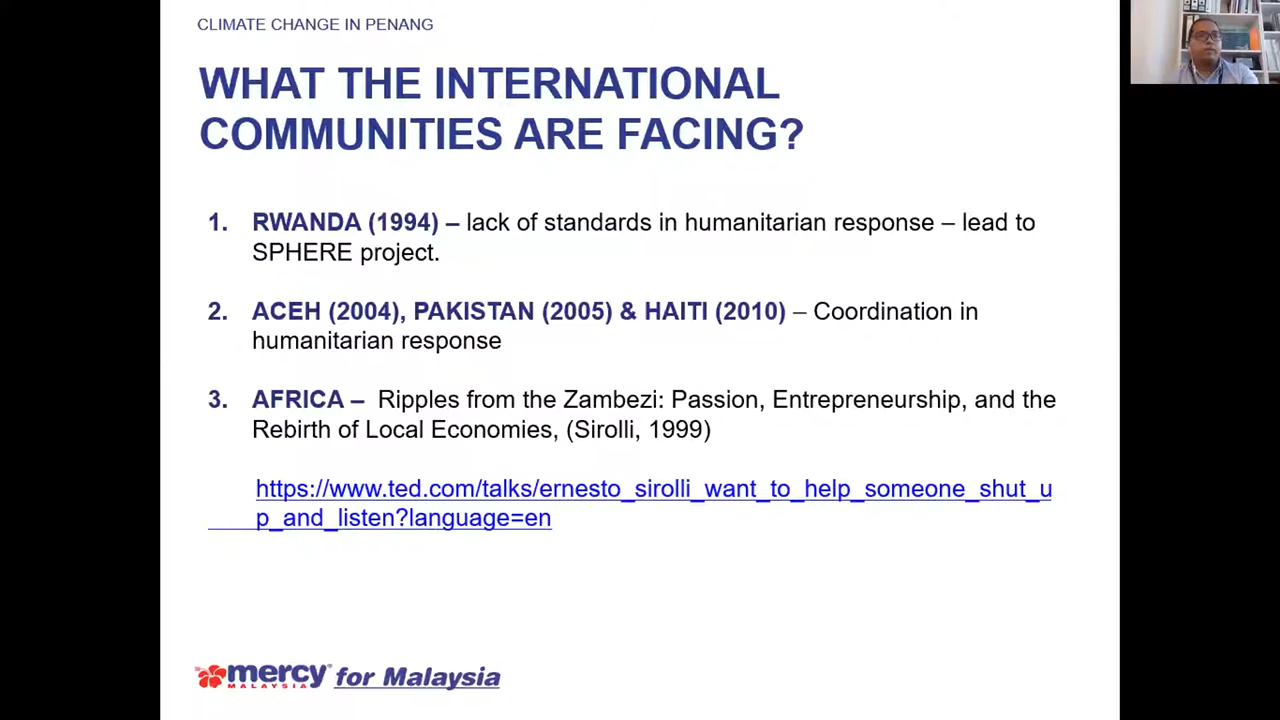 CLIMATE CHANGE IN PENANG
WHAT THE INTERNATIONAL
COMMUNITIES ARE FACING?
1. RWANDA (1994) – lack of standards in humanitarian response – lead to
SPHERE project.
2. ACEH (2004), PAKISTAN (2005) & HAITI (2010) – Coordination in
humanitarian response
3. AFRICA – Ripples from the Zambezi: Passion, Entrepreneurship, and the
Rebirth of Local Economies, (Sirolli, 1999)
https://www.ted.com/talks/ernesto_sirolli_want_to_help_someone_shut_u
p_and_listen?language=en
mercy for Malaysia
MALAYSIA